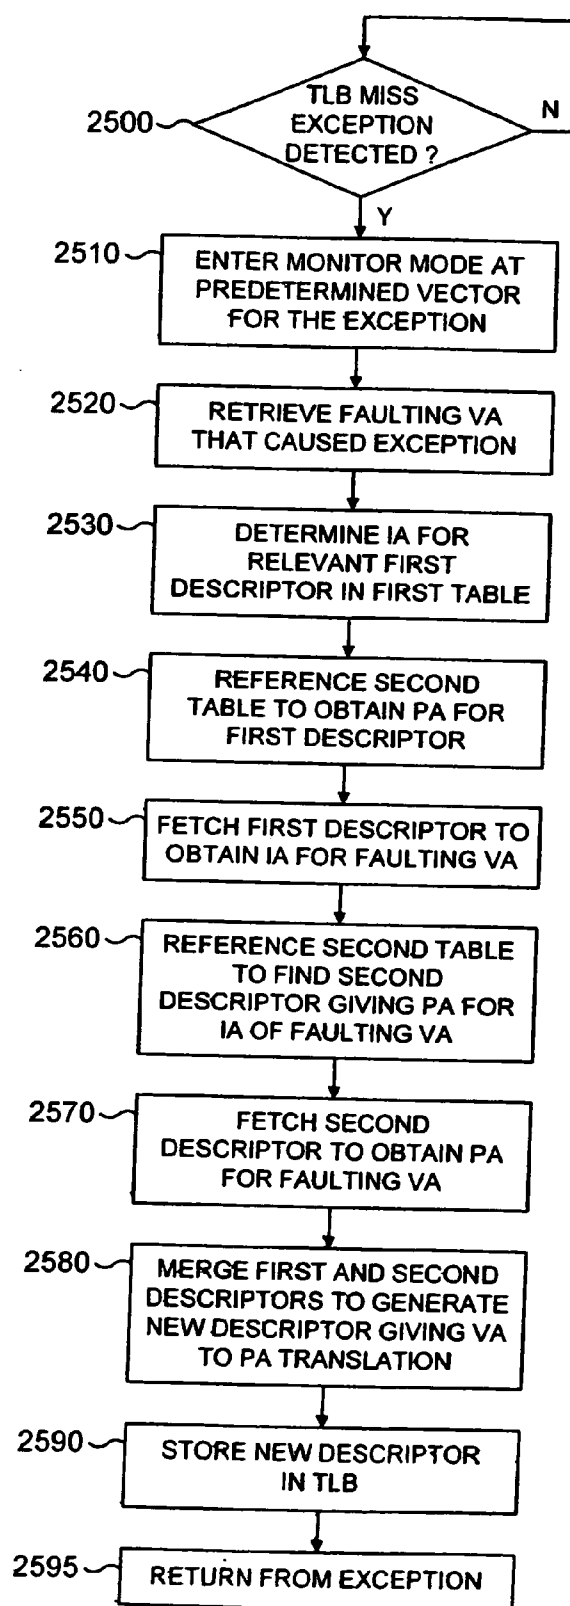 2500
TLB MISS
EXCEPTION
DETECTED ?
N
Y
2510
ENTER MONITOR MODE AT
PREDETERMINED VECTOR
FOR THE EXCEPTION
2520
RETRIEVE FAULTING VA
THAT CAUSED EXCEPTION
2530
DETERMINE IA FOR
RELEVANT FIRST
DESCRIPTOR IN FIRST TABLE
2540
REFERENCE SECOND
TABLE TO OBTAIN PA FOR
FIRST DESCRIPTOR
2550
FETCH FIRST DESCRIPTOR TO
OBTAIN IA FOR FAULTING VA
2560
REFERENCE SECOND TABLE
TO FIND SECOND
DESCRIPTOR GIVING PA FOR
IA OF FAULTING VA
2570
FETCH SECOND
DESCRIPTOR TO OBTAIN PA
FOR FAULTING VA
2580
MERGE FIRST AND SECOND
DESCRIPTORS TO GENERATE
NEW DESCRIPTOR GIVING VA
TO PA TRANSLATION
2590
STORE NEW DESCRIPTOR
IN TLB
2595
RETURN FROM EXCEPTION